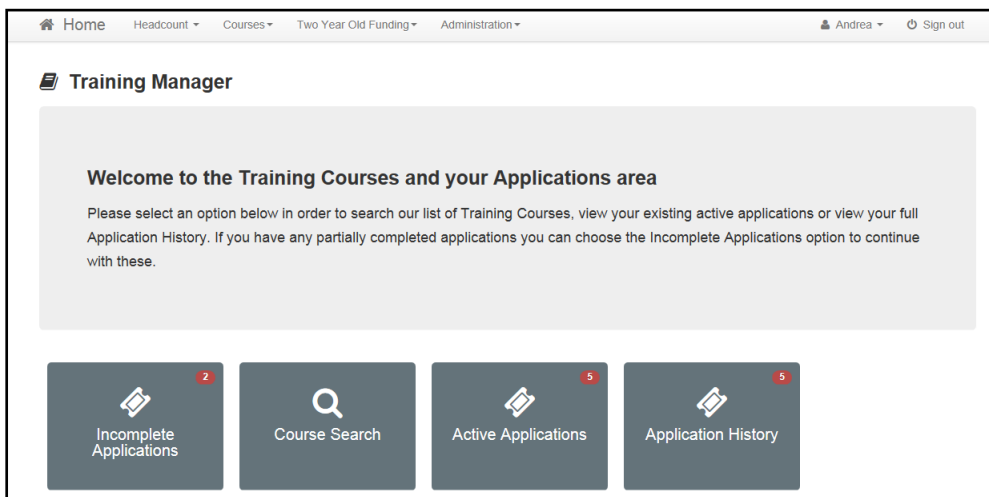 Home Headcount Courses Two Year Old Funding Administration Andrea Sign out
Training Manager
Welcome to the Training Courses and your Applications area
Please select an option below in order to search our list of Training Courses, view your existing active applications or view your full
Application History. If you have any partially completed applications you can choose the Incomplete Applications option to continue
with these.
2
Incomplete
Applications
Course Search
5
Active Applications
5
Application History